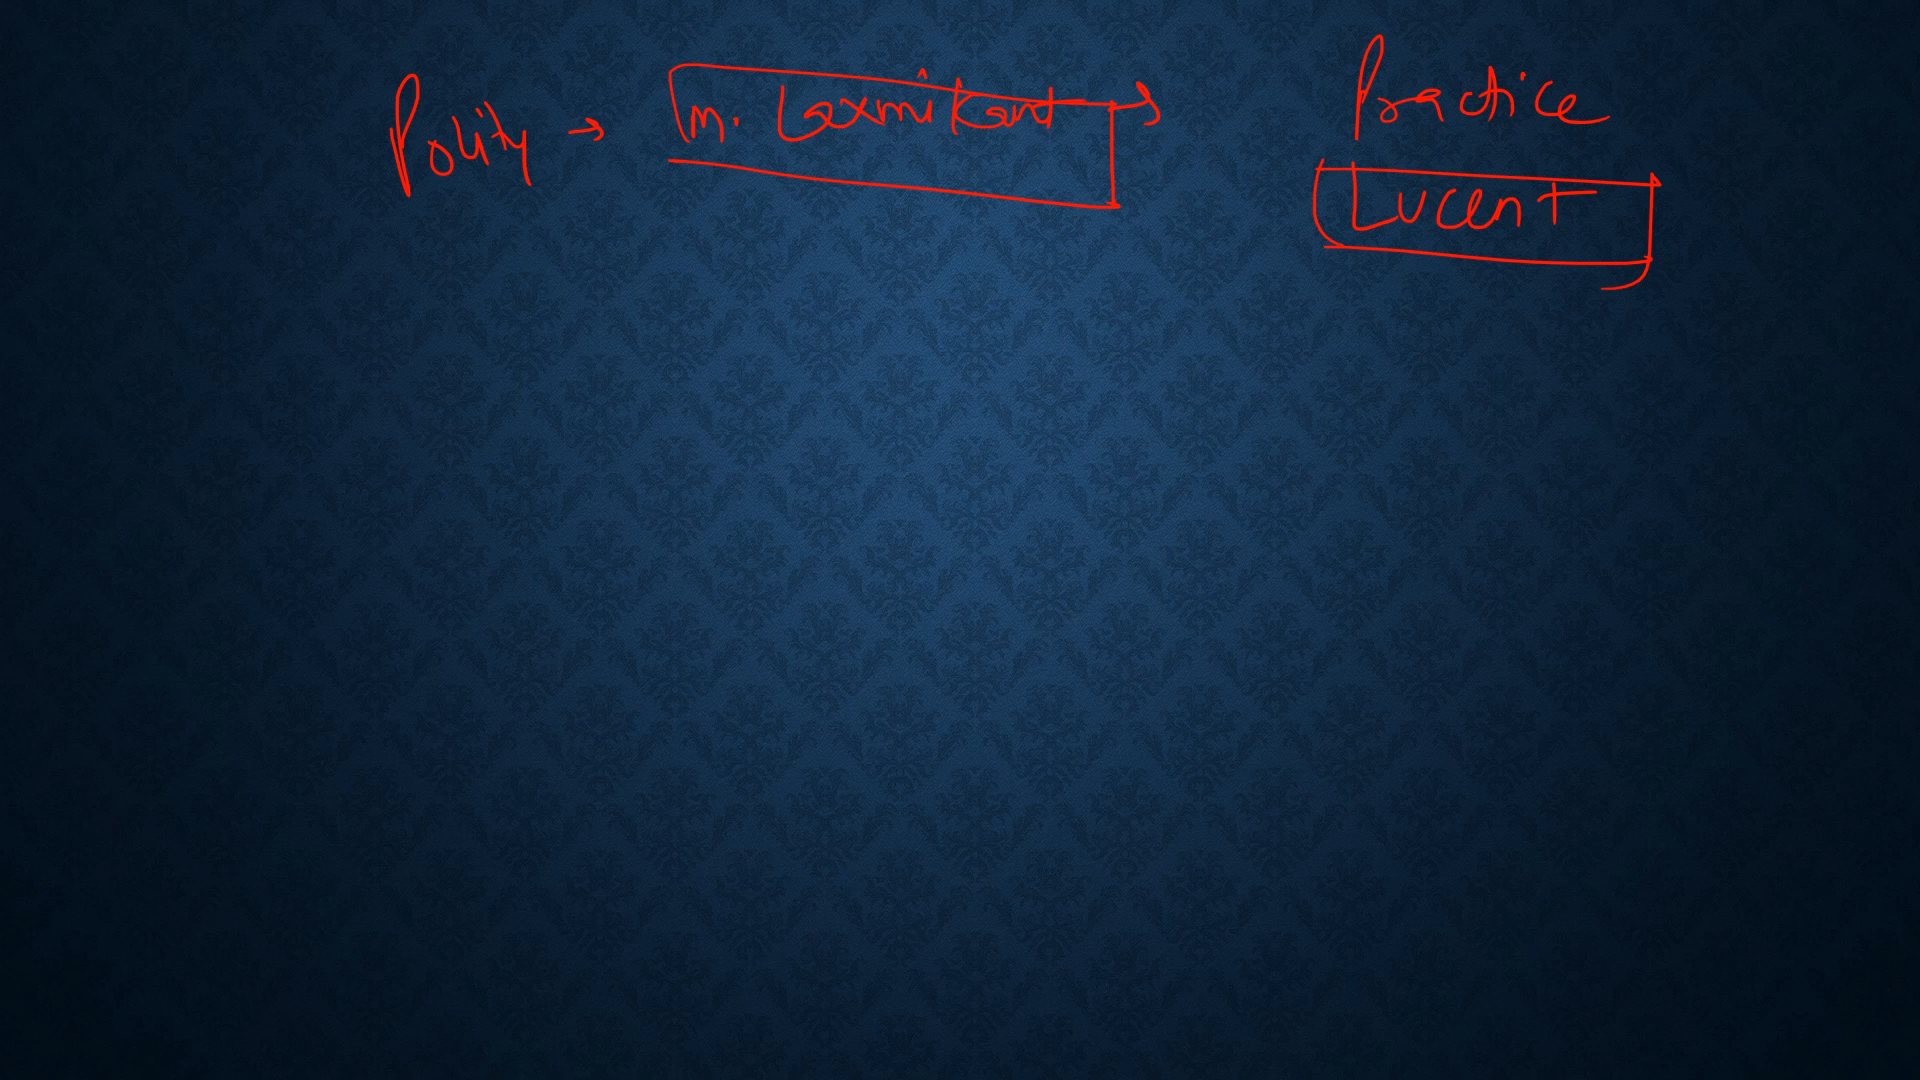 Polity → M. Laxmikant → Practice
Lucent